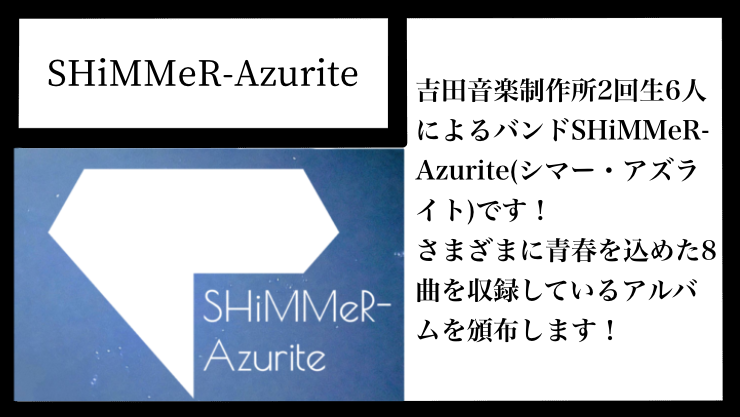 SHiMMeR-Azurite
吉田音楽制作所2回生6人
によるバンドSHiMMeR-
Azurite(シマー・アズラ
イト)です！
さまざまに青春を込めた8
曲を収録しているアルバ
ムを頒布します！
SHiMMeR-
Azurite